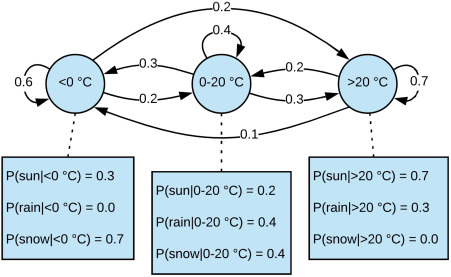 0.2
0.4
0.3
0.2
0.6
<0 °C
0-20 °C
>20 °C
0.7
0.2
0.3
0.1
P(sun|<0 °C) = 0.3
P(rain|<0 °C) = 0.0
P(snow|<0 °C) = 0.7
P(sun|0-20 °C) = 0.2
P(rain|0-20 °C) = 0.4
P(snow|0-20 °C) = 0.4
P(sun|>20 °C) = 0.7
P(rain|>20 °C) = 0.3
P(snow|>20 °C) = 0.0